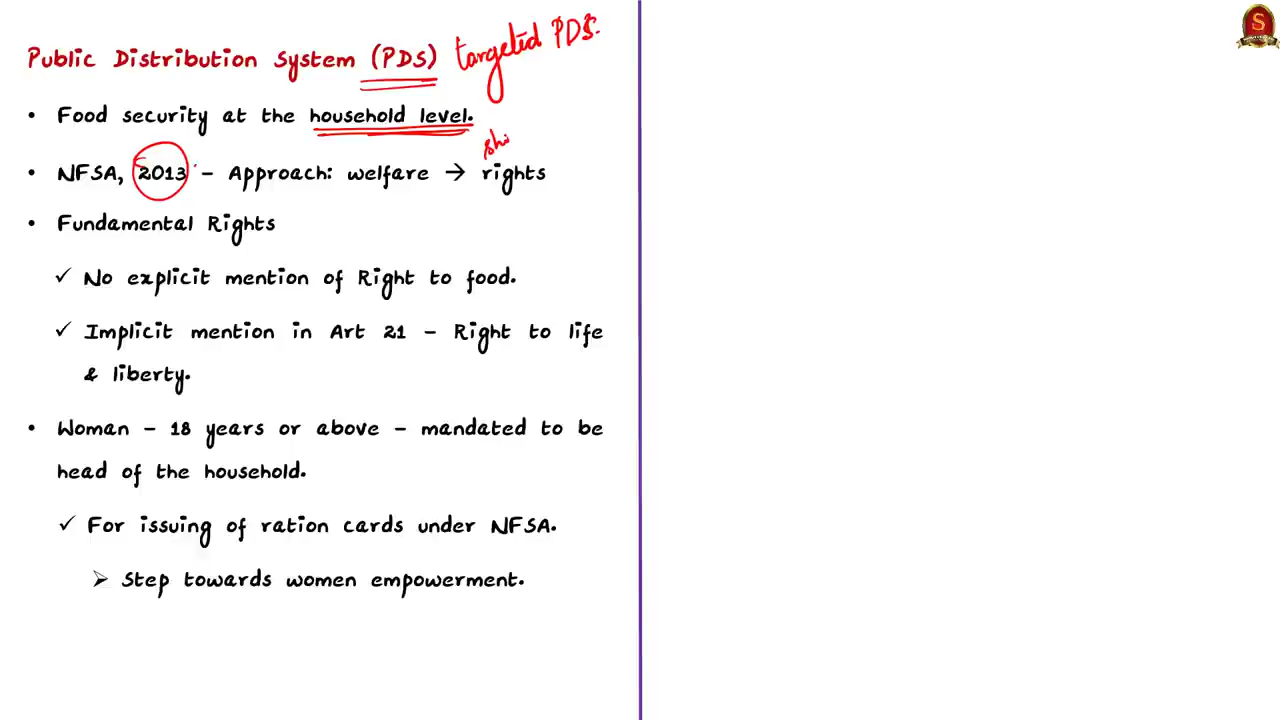 Public Distribution System (PDS) targeted PDS.
• Food security at the household level.
• NFSA, 2013 - Approach: welfare → rights
• Fundamental Rights
✓ No explicit mention of Right to food.
✓ Implicit mention in Art 21 - Right to life
& liberty.
• Woman - 18 years or above - mandated to be
head of the household.
✓ For issuing of ration cards under NFSA.
➢ Step towards women empowerment.
S